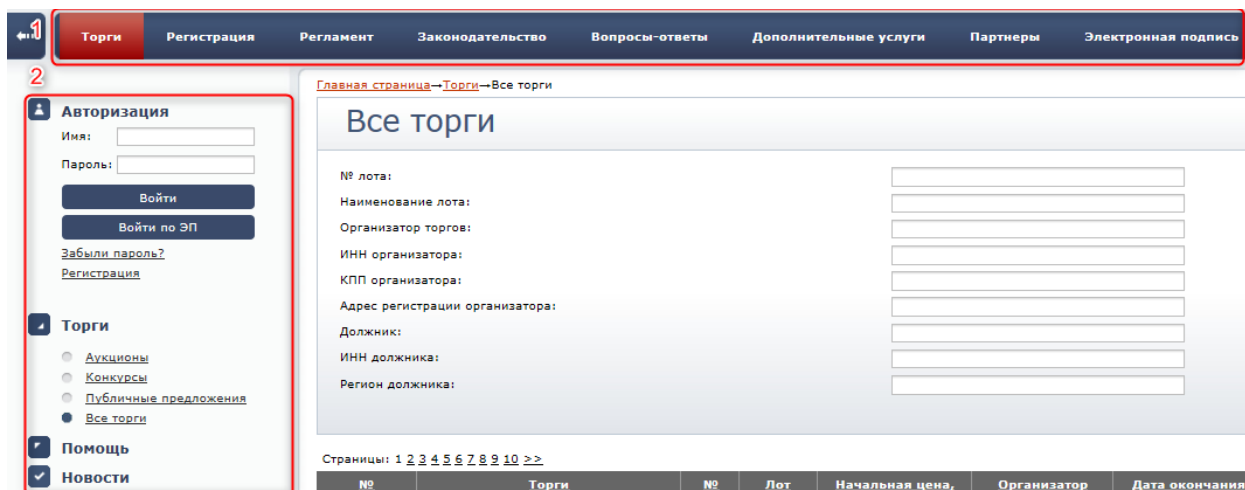 1
Торги Регистрация Регламент Законодательство Вопросы-ответы Дополнительные услуги Партнеры Электронная подпись
2
Главная страница→Торги→Все торги
Авторизация
Имя:
Пароль:
Войти
Войти по ЭП
Забыли пароль?
Регистрация
Торги
Аукционы
Конкурсы
Публичные предложения
Все торги
Помощь
Новости
Все торги
№ лота:
Наименование лота:
Организатор торгов:
ИНН организатора:
КПП организатора:
Адрес регистрации организатора:
Должник:
ИНН должника:
Регион должника:
Страницы: 1 2 3 4 5 6 7 8 9 10 >>
№ Торги № Лот Начальная цена, Организатор Дата окончания